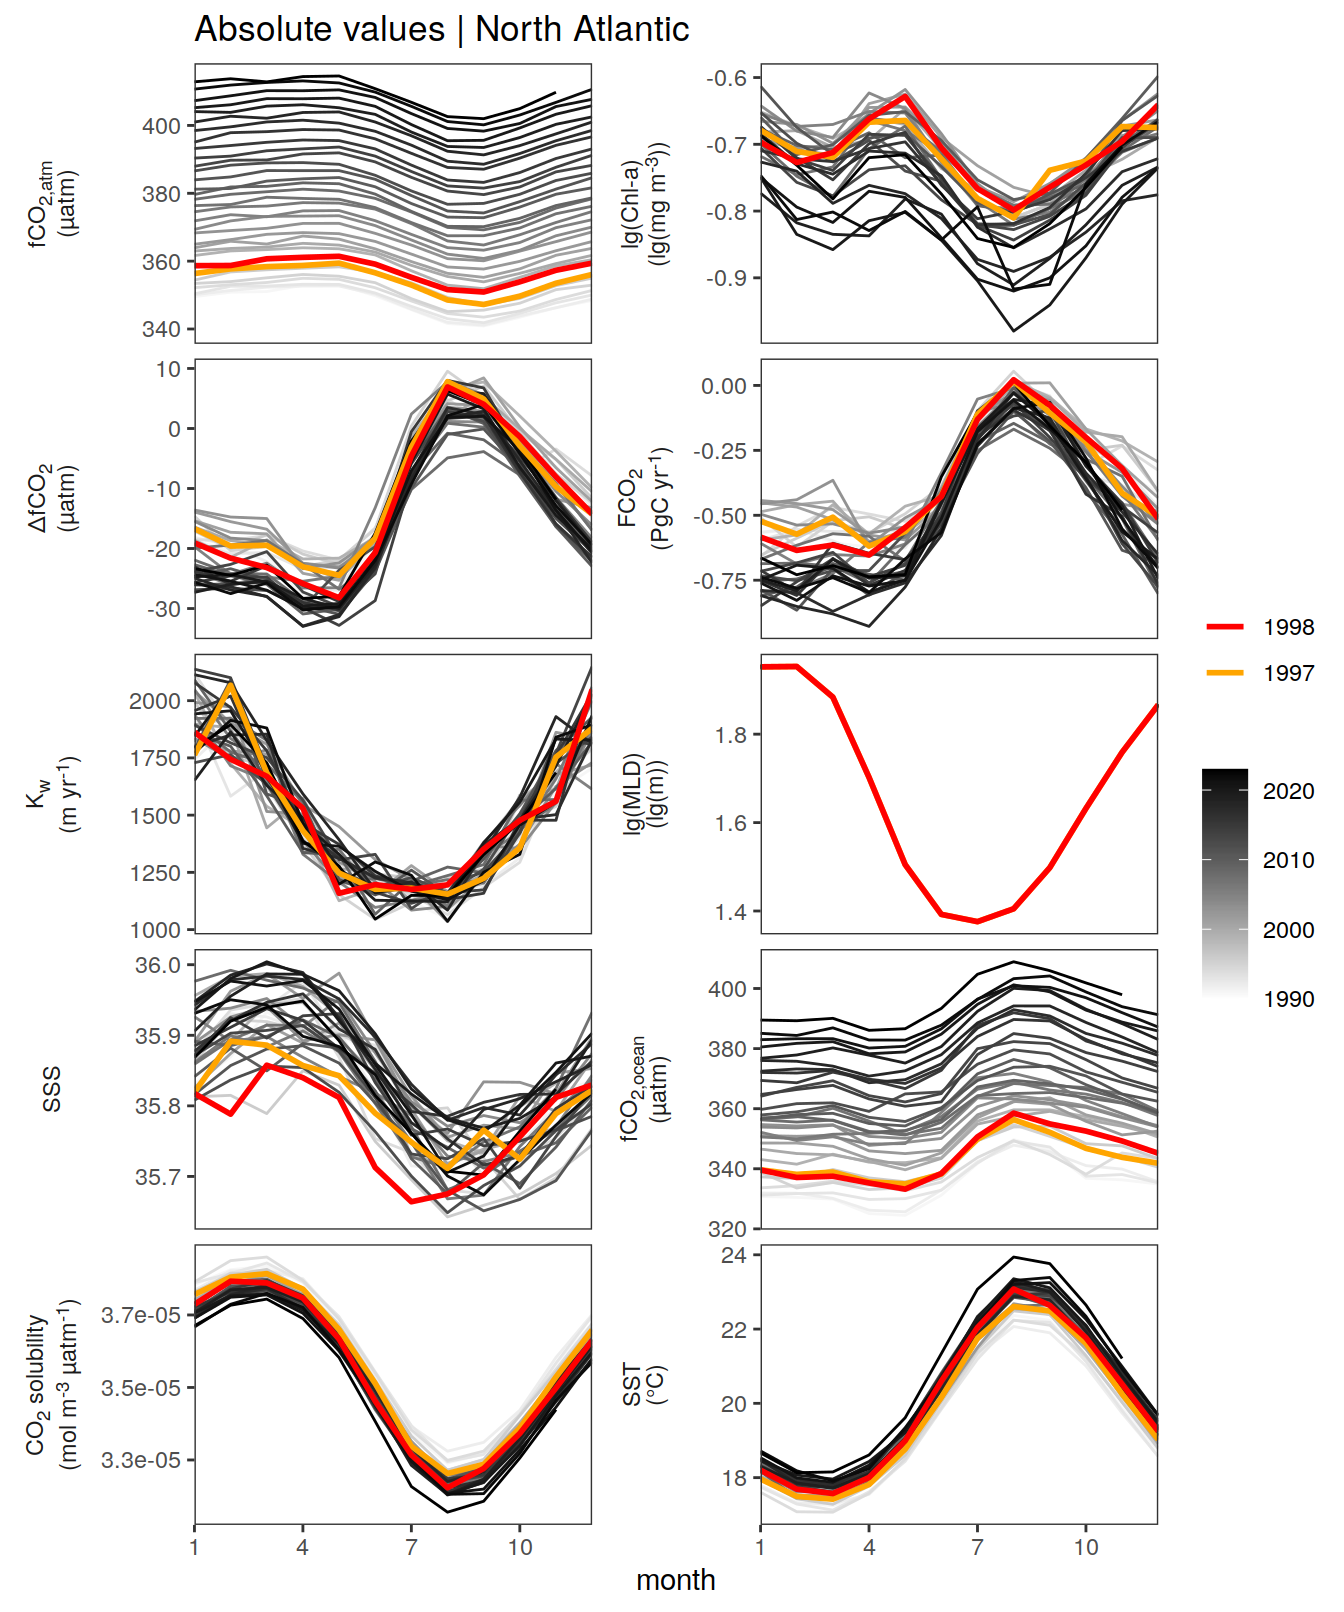 Absolute values | North Atlantic
fCO2,atm
(µatm)
400
380
360
340
lg(Chl-a)
(lg(mg m-3))
-0.6
-0.7
-0.8
-0.9
ΔfCO2
(µatm)
10
0
-10
-20
-30
FCO2
(PgC yr-1)
0.00
-0.25
-0.50
-0.75
Kw
(m yr-1)
2000
1750
1500
1250
1000
lg(MLD)
(lg(m))
1.8
1.6
1.4
SSS
36.0
35.9
35.8
35.7
fCO2,ocean
(µatm)
400
380
360
340
320
CO2 solubility
(mol m-3 µatm-1)
3.7e-05
3.5e-05
3.3e-05
SST
(°C)
24
22
20
18
1 4 7 10
1 4 7 10
month
1998
1997
2020
2010
2000
1990